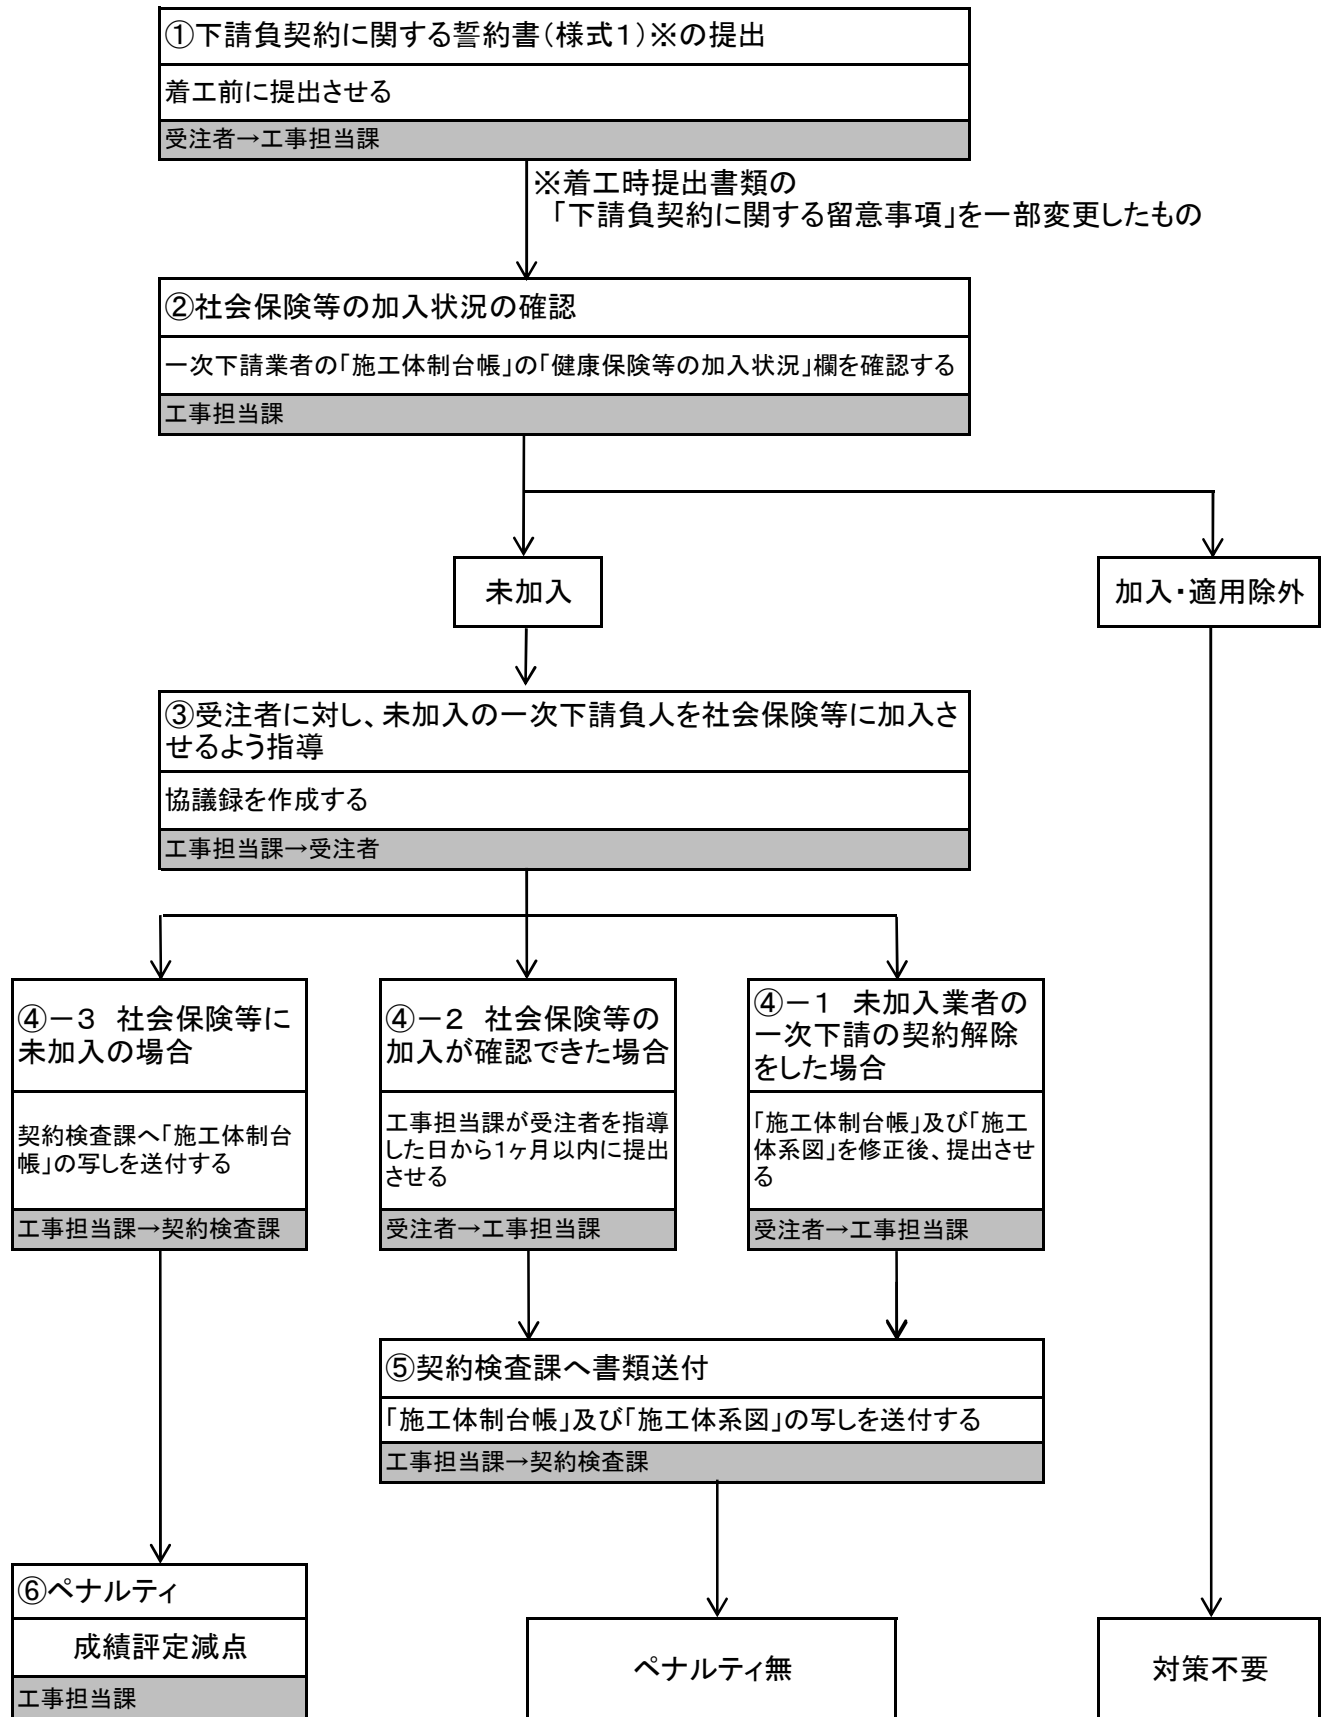 ①下請負契約に関する誓約書(様式1)※の提出
着工前に提出させる
受注者→工事担当課
※着工時提出書類の
「下請負契約に関する留意事項」を一部変更したもの
②社会保険等の加入状況の確認
一次下請業者の「施工体制台帳」の「健康保険等の加入状況」欄を確認する
工事担当課
未加入
加入・適用除外
③受注者に対し、未加入の一次下請負人を社会保険等に加入さ
せるよう指導
協議録を作成する
工事担当課→受注者
④－3　社会保険等に
未加入の場合
契約検査課へ「施工体制台
帳」の写しを送付する
工事担当課→契約検査課
④－2　社会保険等の
加入が確認できた場合
工事担当課が受注者を指導
した日から1ヶ月以内に提出
させる
受注者→工事担当課
④－1　未加入業者の
一次下請の契約解除
をした場合
「施工体制台帳」及び「施工
体系図」を修正後、提出させ
る
受注者→工事担当課
⑤契約検査課へ書類送付
「施工体制台帳」及び「施工体系図」の写しを送付する
工事担当課→契約検査課
⑥ペナルティ
成績評定減点
工事担当課
ペナルティ無
対策不要